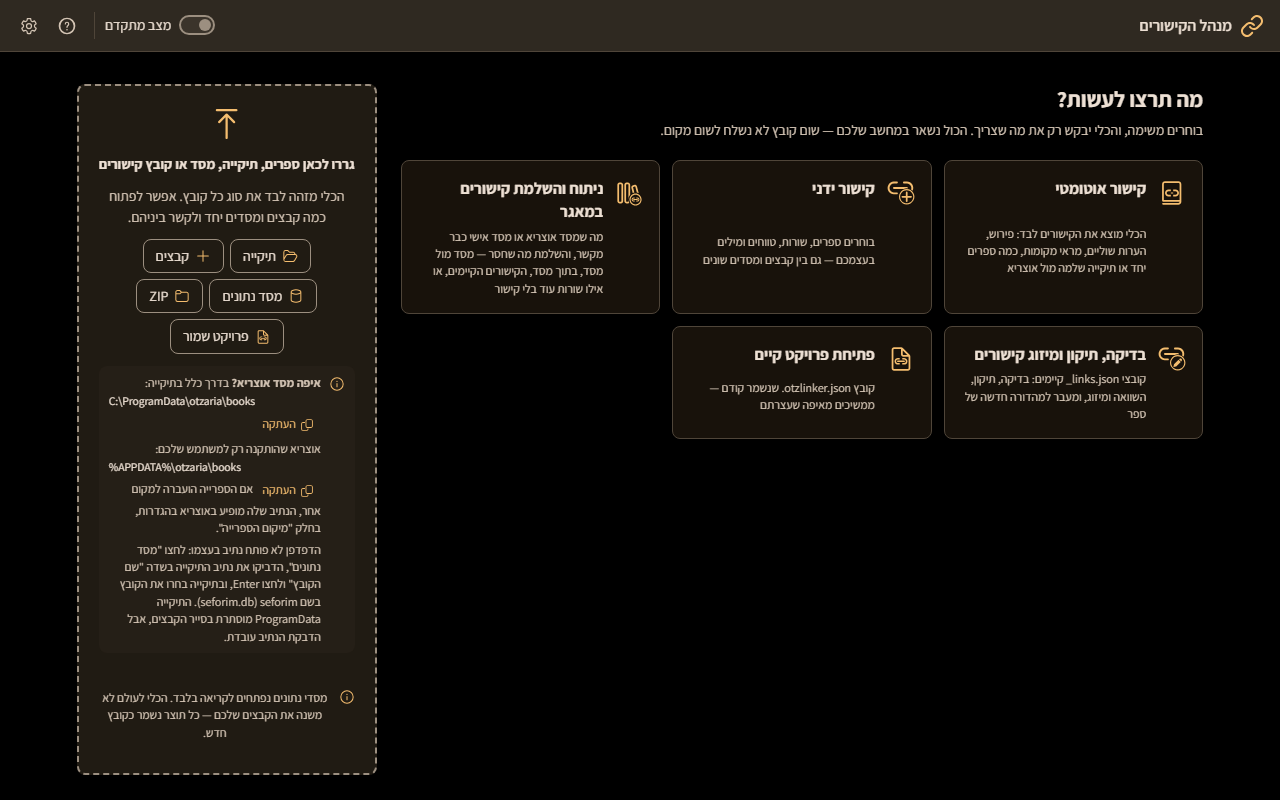 מנהל הקישורים
מצב מתקדם
מה תרצו לעשות?
בוחרים משימה, והכלי יבקש רק את מה שצריך. הכול נשאר במחשב שלכם — שום קובץ לא נשלח לשום מקום.
קישור אוטומטי
הכלי מוצא את הקישורים לבד: פירוש,
הערות שוליים, מראי מקומות, כמה ספרים
יחד או תיקייה שלמה מול אוצריא
קישור ידני
בוחרים ספרים, שורות, טווחים ומילים
בעצמכם — גם בין קבצים ומסדים שונים
ניתוח והשלמת קישורים
במאגר
מה שמסד אוצריא או מסד אישי כבר
מקשר, והשלמת מה שחסר — מסד מול
מסד, בתוך מסד, הקישורים הקיימים, או
אילו שורות עוד בלי קישור
בדיקה, תיקון ומיזוג קישורים
קובצי links.json_ קיימים: בדיקה, תיקון,
השוואה ומיזוג, ומעבר למהדורה חדשה של
ספר
פתיחת פרויקט קיים
קובץ otzlinker.json. שנשמר קודם —
ממשיכים מאיפה שעצרתם
גררו לכאן ספרים, תיקייה, מסד או קובץ קישורים
הכלי מזהה לבד את סוג כל קובץ. אפשר לפתוח
כמה קבצים ומסדים יחד ולקשר ביניהם.
תיקייה
קבצים
מסד נתונים
ZIP
פרויקט שמור
איפה מסד אוצריא? בדרך כלל בתיקייה:
C:\ProgramData\otzaria\books
העתקה
אוצריא שהותקנה רק למשתמש שלכם:
%APPDATA%\otzaria\books
העתקה אם הספרייה הועברה למקום
אחר, הנתיב שלה מופיע באוצריא בהגדרות,
בחלק "מיקום הספרייה".
הדפדפן לא פותח נתיב בעצמו: לחצו "מסד
נתונים", הדביקו את נתיב התיקייה בשדה "שם
הקובץ" ולחצו Enter, ובתיקייה בחרו את הקובץ
בשם seforim (seforim.db). התיקייה
ProgramData מוסתרת בסייר הקבצים, אבל
הדבקת הנתיב עובדת.
מסדי נתונים נפתחים לקריאה בלבד. הכלי לעולם לא
משנה את הקבצים שלכם — כל תוצר נשמר כקובץ
חדש.